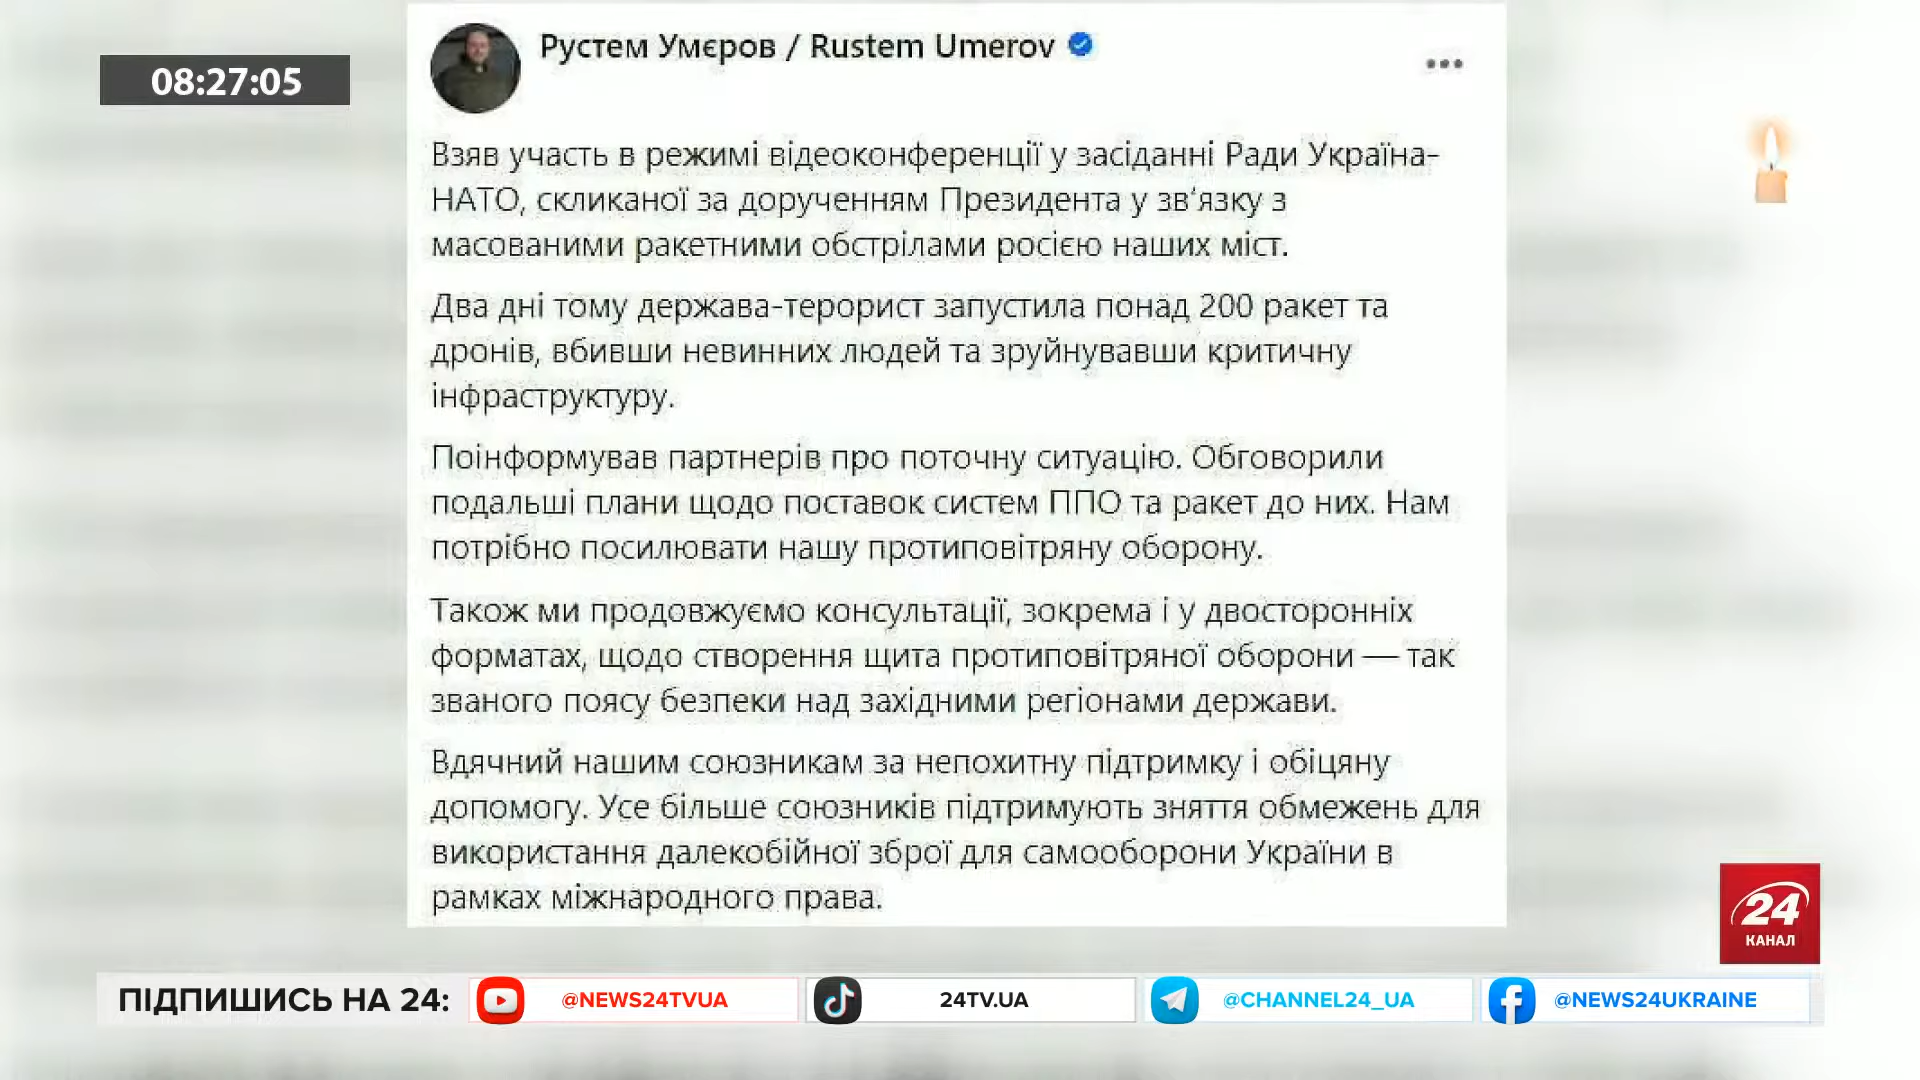 08:27:05
Рустем Умєров / Rustem Umerov
Взяв участь в режимі відеоконференції у засіданні Ради Україна-
НАТО, скликаної за дорученням Президента у зв‘язку з
масованими ракетними обстрілами росією наших міст.
Два дні тому держава-терорист запустила понад 200 ракет та
дронів, вбивши невинних людей та зруйнувавши критичну
інфраструктуру.
Поінформував партнерів про поточну ситуацію. Обговорили
подальші плани щодо поставок систем ППО та ракет до них. Нам
потрібно посилювати нашу протиповітряну оборону.
Також ми продовжуємо консультації, зокрема і у двосторонніх
форматах, щодо створення щита протиповітряної оборони — так
званого поясу безпеки над західними регіонами держави.
Вдячний нашим союзникам за непохитну підтримку і обіцяну
допомогу. Усе більше союзників підтримують зняття обмежень для
використання далекобійної зброї для самооборони України в
рамках міжнародного права.
24
КАНАЛ
ПІДПИШИСЬ НА 24:
@NEWS24TVUA
24TV.UA
@CHANNEL24_UA
@NEWS24UKRAINE